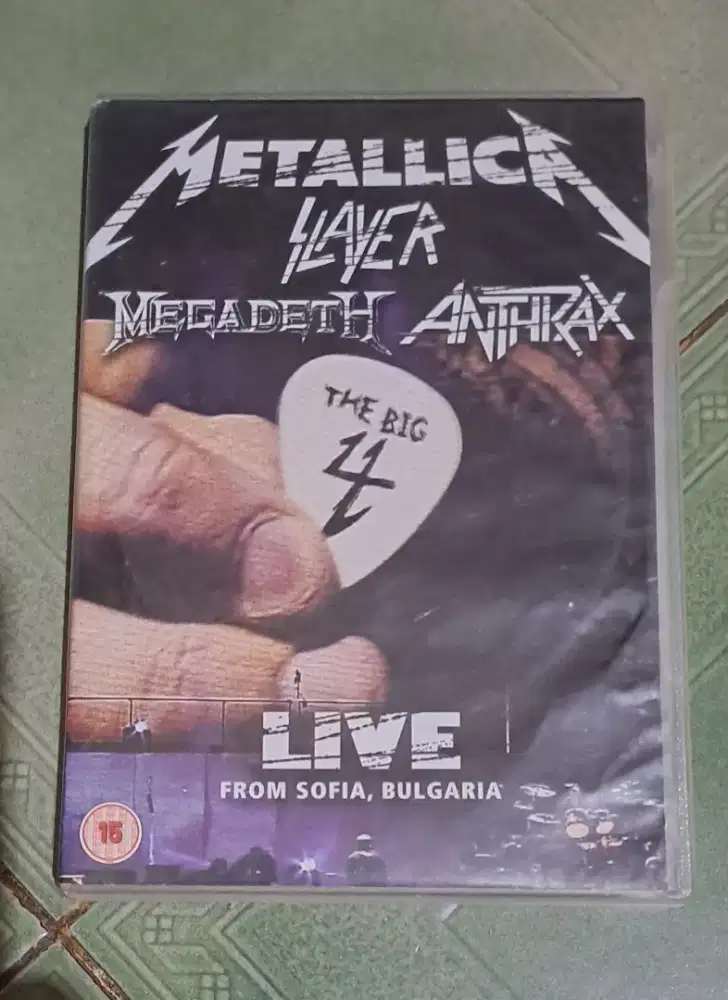 METALLICA
SLAYER
MEGADETH ANTHRAX
THE BIG
4
LIVE
FROM SOFIA, BULGARIA
15